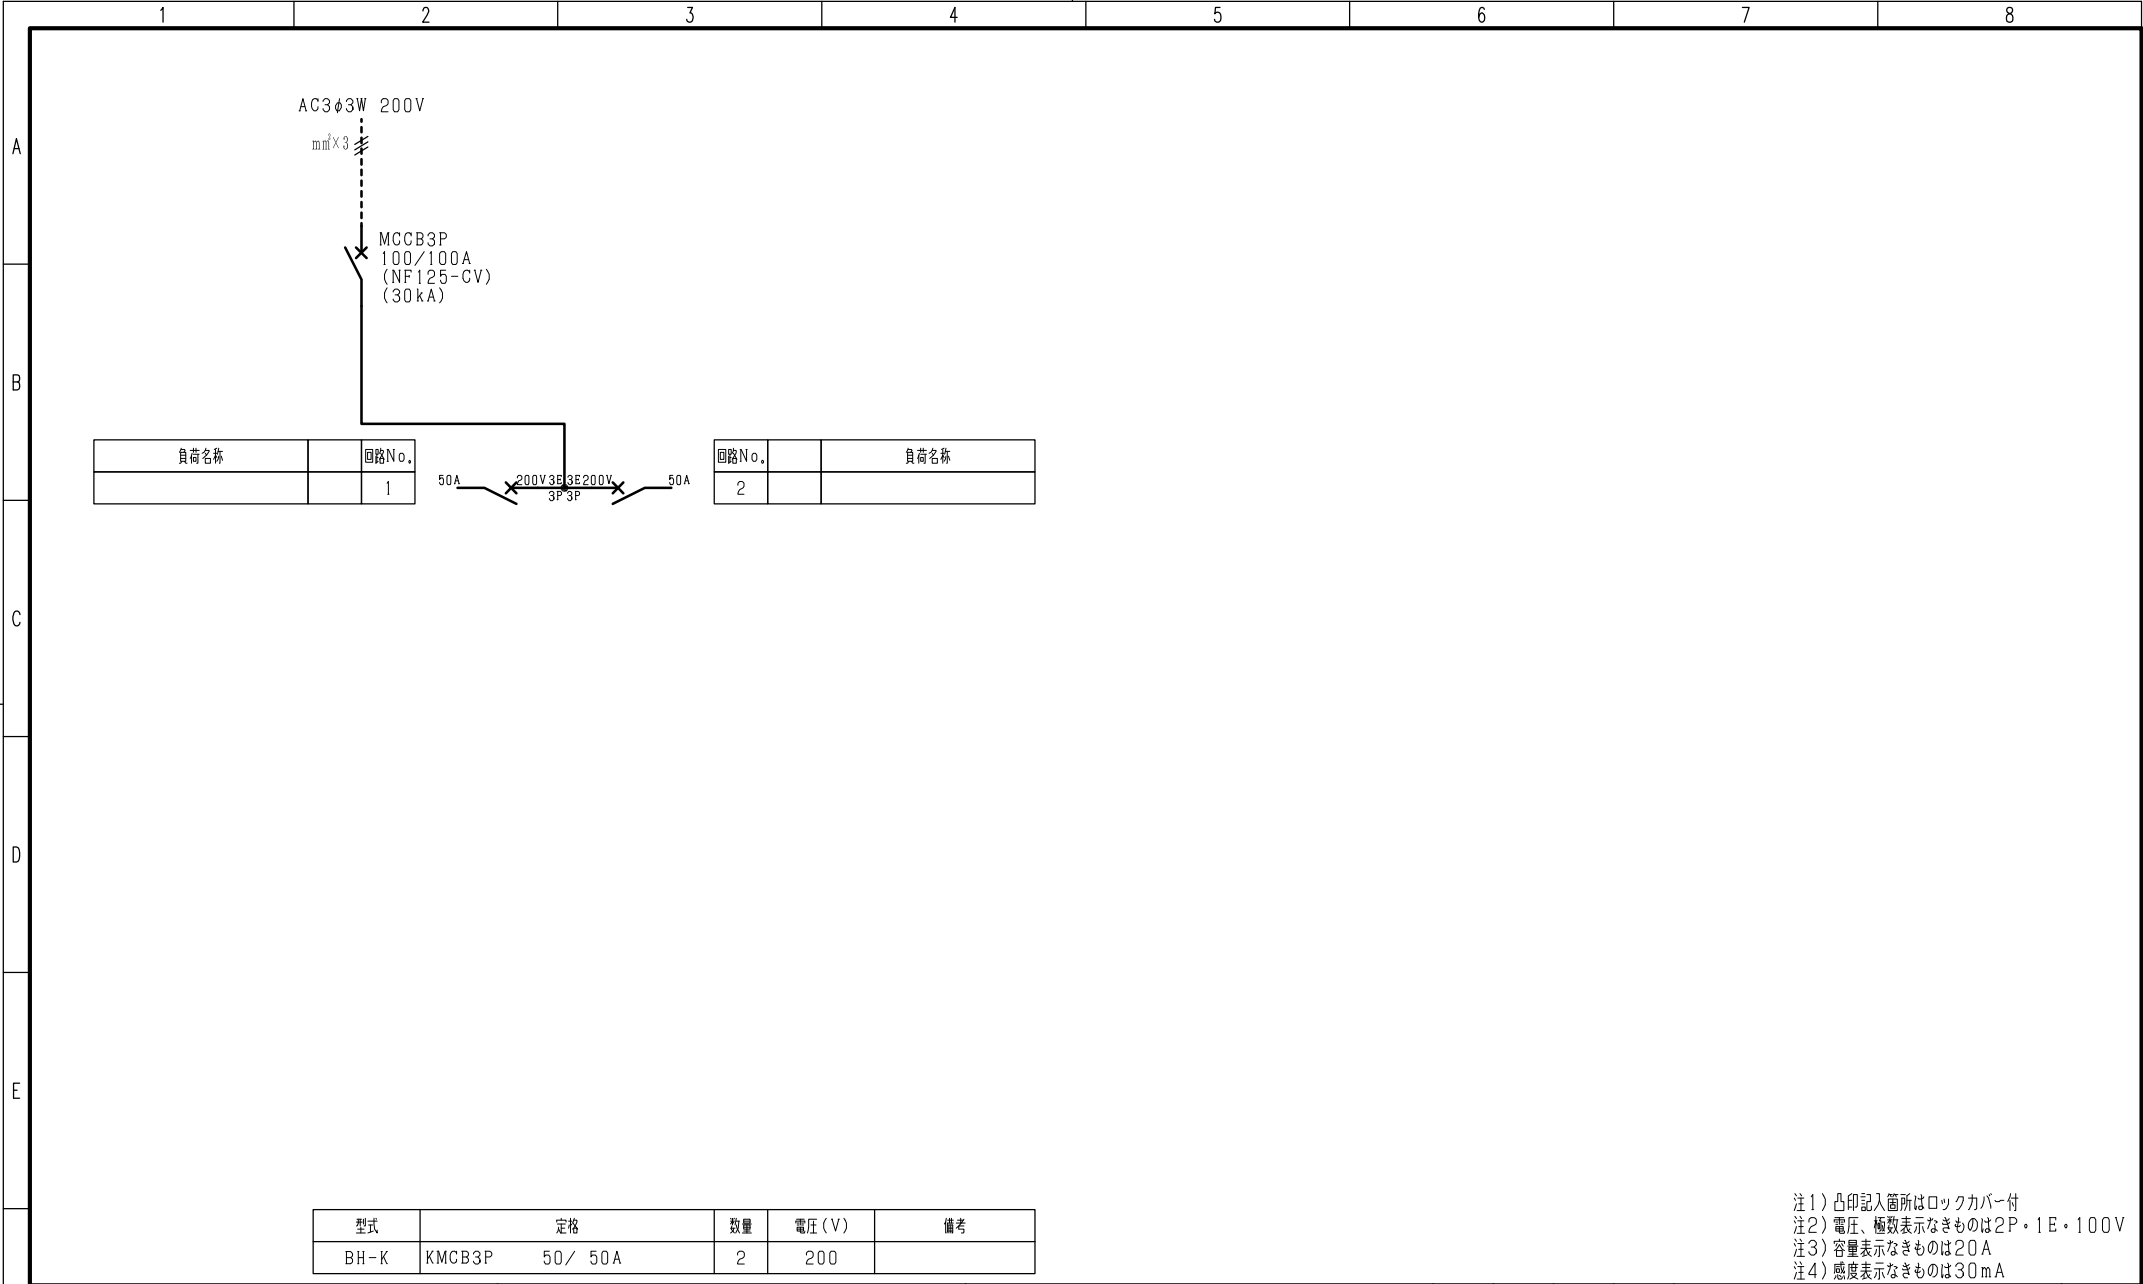 1 2 3 4 5 6 7 8
A
B
C
D
E
AC3φ3W 200V
mm²×3
MCCB3P
100/100A
(NF125-CV)
(30kA)
負荷名称 回路No.
1
50A 200V3E 3E200V 50A
3P 3P
回路No. 負荷名称
2
型式 定格 数量 電圧(V) 備考
BH-K KMCB3P 50/ 50A 2 200
注1)凸印記入箇所はロックカバー付
注2)電圧、極数表示なきものは2P・1E・100V
注3)容量表示なきものは20A
注4)感度表示なきものは30mA